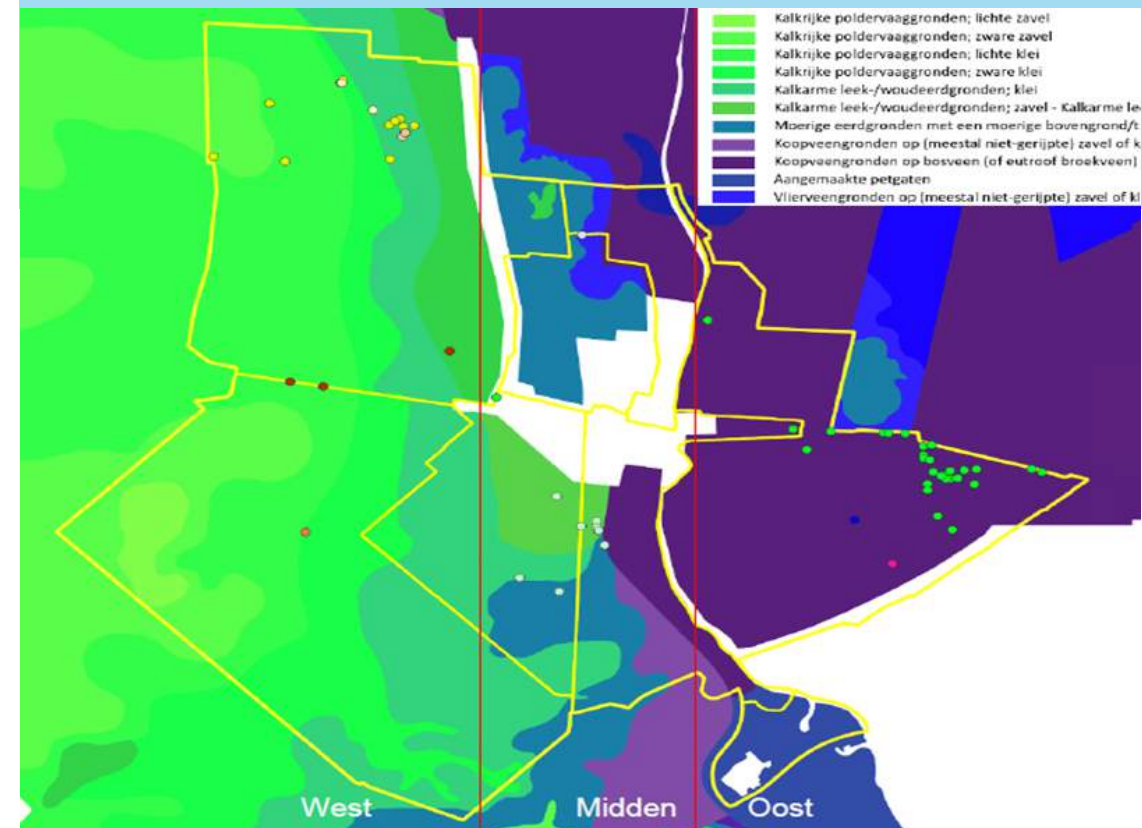 Kalkrijke poldervaaggronden; lichte zavel
Kalkrijke poldervaaggronden; zware zavel
Kalkrijke poldervaaggronden; lichte klei
Kalkrijke poldervaaggronden; zware klei
Kalkarme leek-/woudeerdgronden; klei
Kalkarme leek-/woudeerdgronden; zavel - Kalkarme le
Moerige eerdgronden met een moerige bovengrond/t
Koopveengronden op (meestal niet-gerijpte) zavel of k
Koopveengronden op bosveen (of eutroof broekveen)
Aangemaakte petgaten
Vlierveengronden op (meestal niet-gerijpte) zavel of kl
West Midden Oost